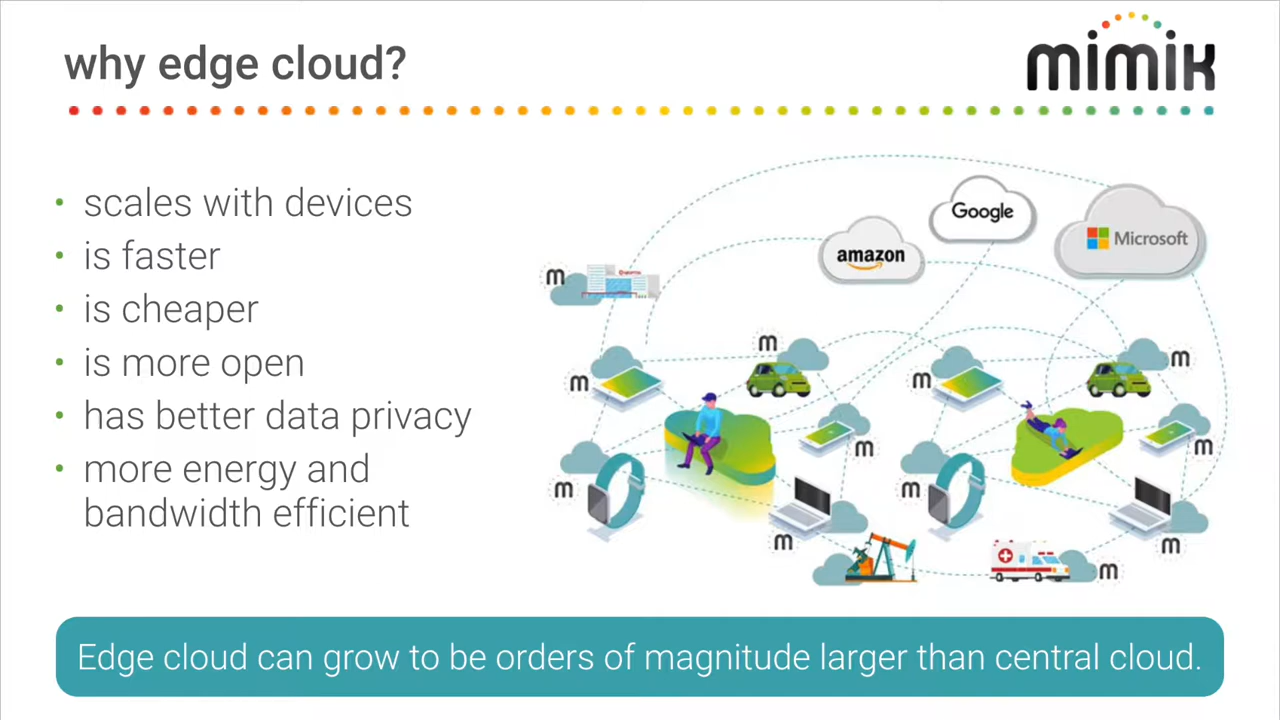 why edge cloud?
mimik
• scales with devices
• is faster
• is cheaper
• is more open
• has better data privacy
• more energy and
bandwidth efficient
Google
amazon
Microsoft
m
m
m
m
m
m
m
m
m
m
m
m
Edge cloud can grow to be orders of magnitude larger than central cloud.